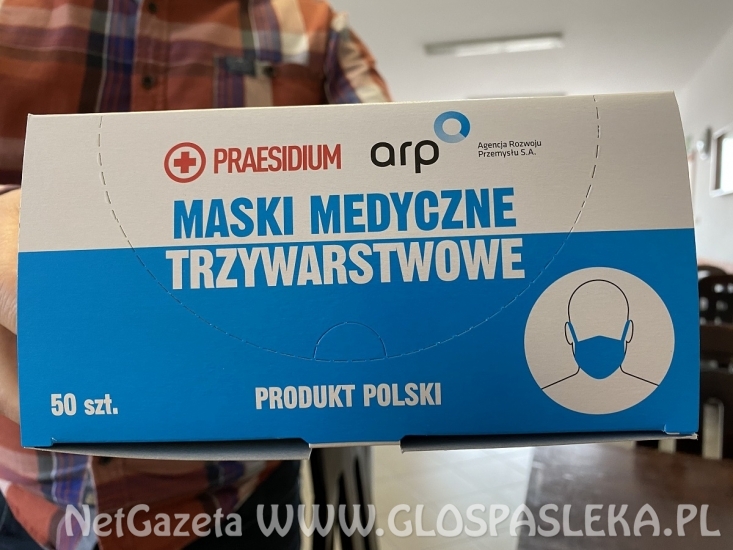 PRAESIDIUM
arp
Agencja Rozwoju
Przemysłu S.A.
MASKI MEDYCZNE
TRZYWARSTWOWE
50 szt.
PRODUKT POLSKI
NetGazeta WWW.GLOSPASLEKA.PL